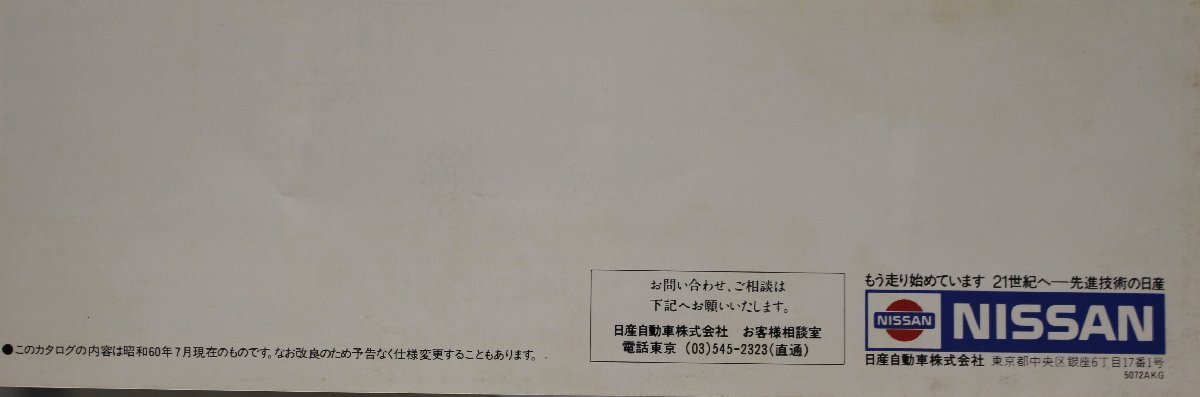 ●このカタログの内容は昭和60年7月現在のものです。なお改良のため予告なく仕様変更することもあります。
お問い合わせ、ご相談は
下記へお願いいたします。
日産自動車株式会社 お客様相談室
電話東京 (03)545-2323(直通)
もう走り始めています 21世紀へ―先進技術の日産
NISSAN
NISSAN
日産自動車株式会社 東京都中央区銀座6丁目17番1号
5072AKG